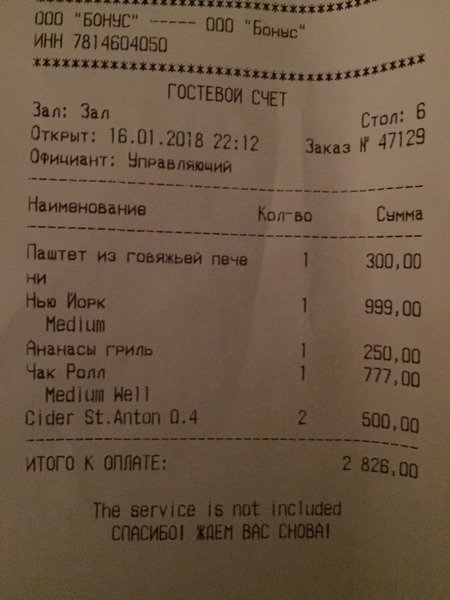 ***********************************
ООО "БОНУС" ----- ООО "Бонус"
ИНН 7814604050
***********************************
ГОСТЕВОЙ СЧЕТ
Зал: Зал Стол: 6
Открыт: 16.01.2018 22:12 Заказ № 47129
Официант: Управляющий
Наименование Кол-во Сумма
Паштет из говяжьей пече 1 300,00
ни
Нью Йорк 1 999,00
Medium
Ананасы гриль 1 250,00
Чак Ролл 1 777,00
Medium Well
Cider St.Anton 0.4 2 500,00
ИТОГО К ОПЛАТЕ: 2 826,00
The service is not included
СПАСИБО! ЖДЕМ ВАС СНОВА!